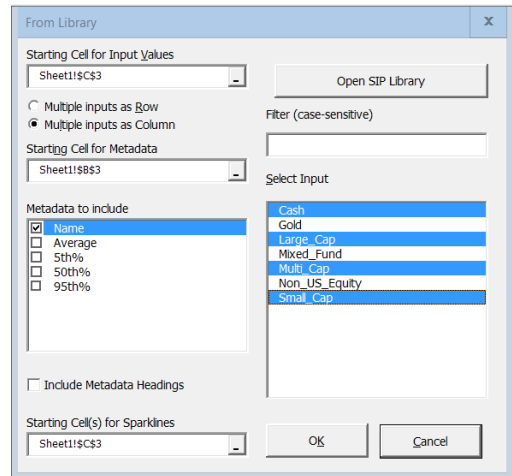 From Library
x
Starting Cell for Input Values
Sheet1!$C$3
_
Multiple inputs as Row
Multiple inputs as Column
Starting Cell for Metadata
Sheet1!$B$3
_
Metadata to include
Name
Average
5th%
50th%
95th%
Include Metadata Headings
Starting Cell(s) for Sparklines
Sheet1!$C$3
_
Open SIP Library
Filter (case-sensitive)
Select Input
Cash
Gold
Large_Cap
Mixed_Fund
Multi_Cap
Non_US_Equity
Small_Cap
OK
Cancel